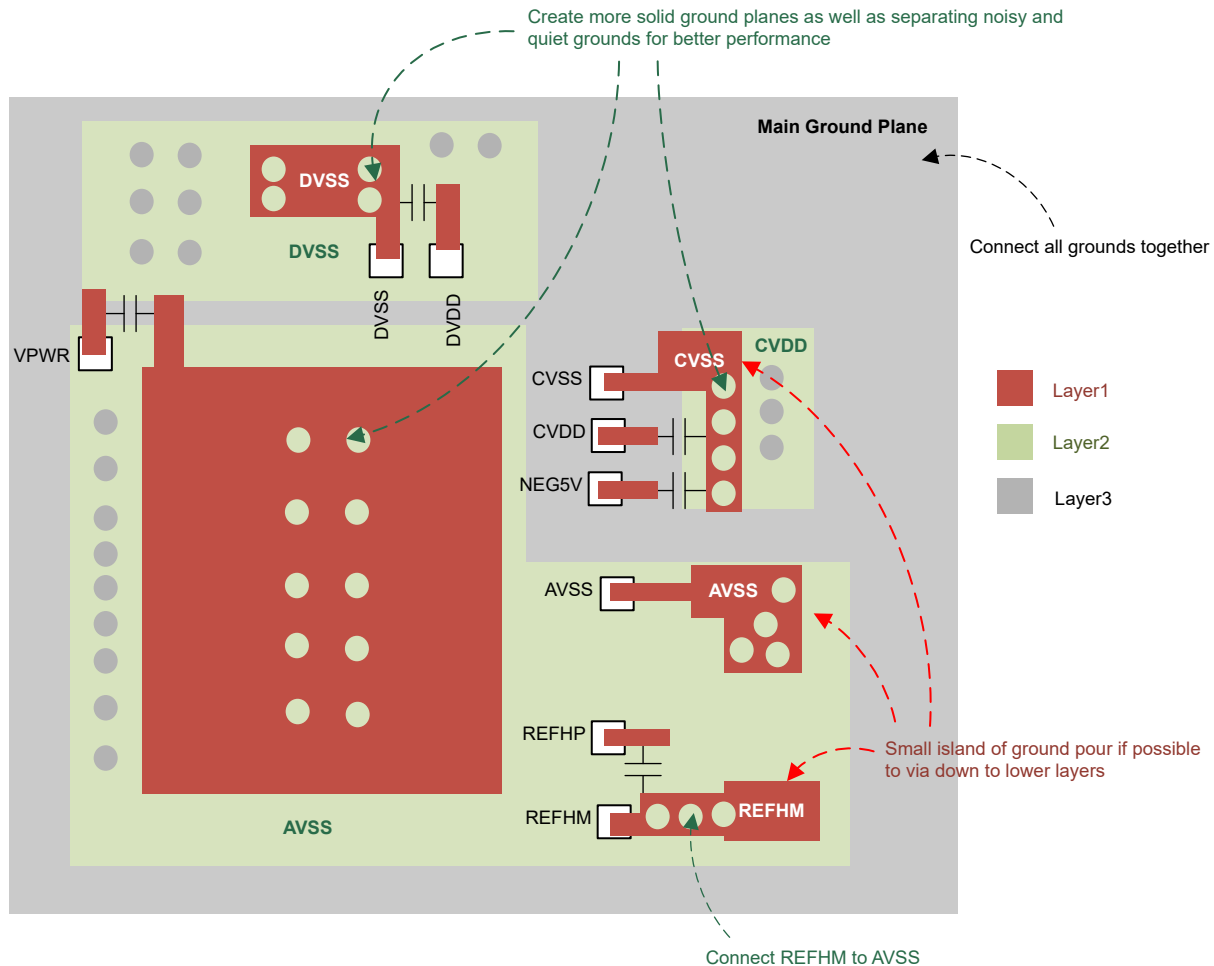 Create more solid ground planes as well as separating noisy and
quiet grounds for better performance
Main Ground Plane
DVSS
DVSS
Connect all grounds together
DVSS
DVDD
VPWR
CVSS
CVDD
CVSS
CVDD
NEG5V
Layer1
Layer2
Layer3
AVSS
AVSS
REFHP
Small island of ground pour if possible
to via down to lower layers
REFHM
REFHM
AVSS
Connect REFHM to AVSS